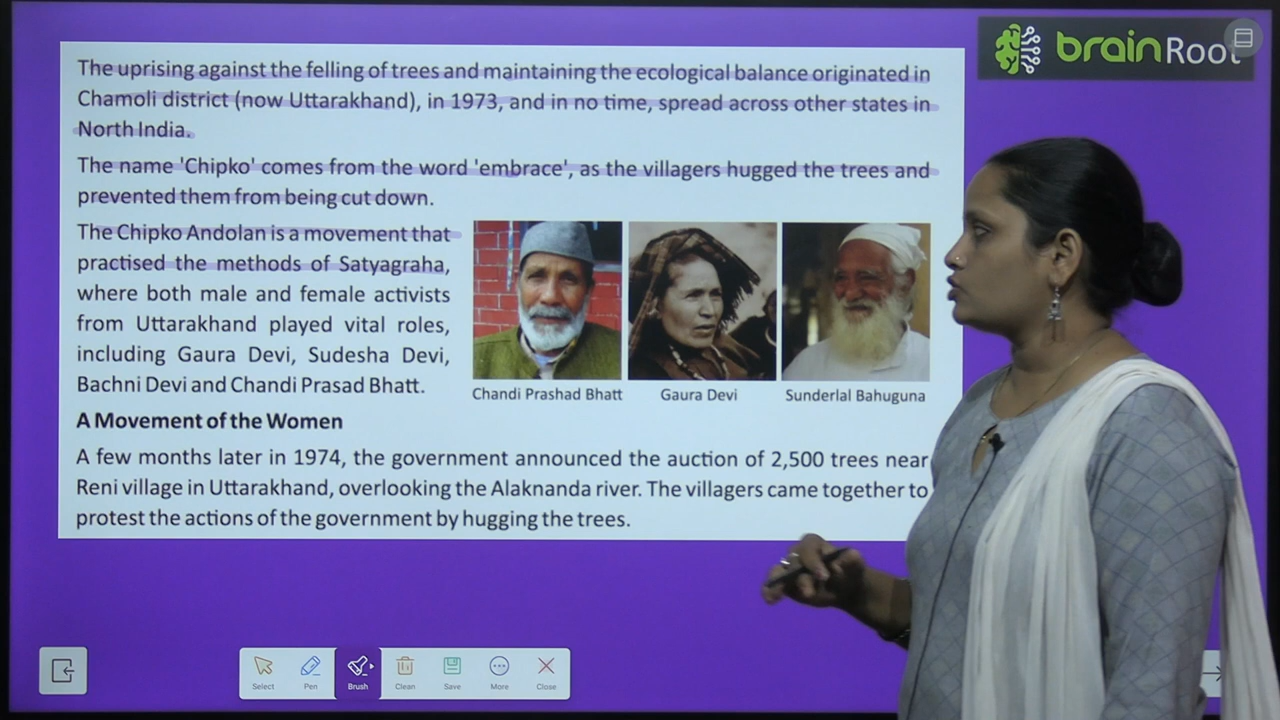 brainRoot
The uprising against the felling of trees and maintaining the ecological balance originated in
Chamoli district (now Uttarakhand), in 1973, and in no time, spread across other states in
North India.
The name 'Chipko' comes from the word 'embrace', as the villagers hugged the trees and
prevented them from being cut down.
The Chipko Andolan is a movement that
practised the methods of Satyagraha,
where both male and female activists
from Uttarakhand played vital roles,
including Gaura Devi, Sudesha Devi,
Bachni Devi and Chandi Prasad Bhatt.
Chandi Prashad Bhatt
Gaura Devi
Sunderlal Bahuguna
A Movement of the Women
A few months later in 1974, the government announced the auction of 2,500 trees near
Reni village in Uttarakhand, overlooking the Alaknanda river. The villagers came together to
protest the actions of the government by hugging the trees.
Select
Pen
Brush
Clean
Save
More
Close